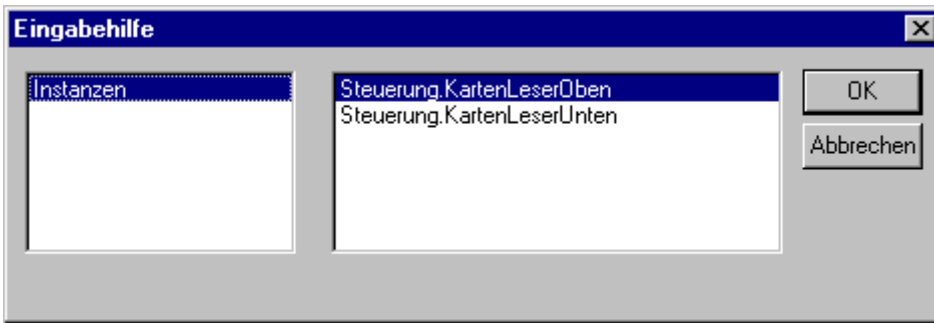 Eingabehilfe
Instanzen
Steuerung.KartenLeserOben
Steuerung.KartenLeserUnten
OK
Abbrechen